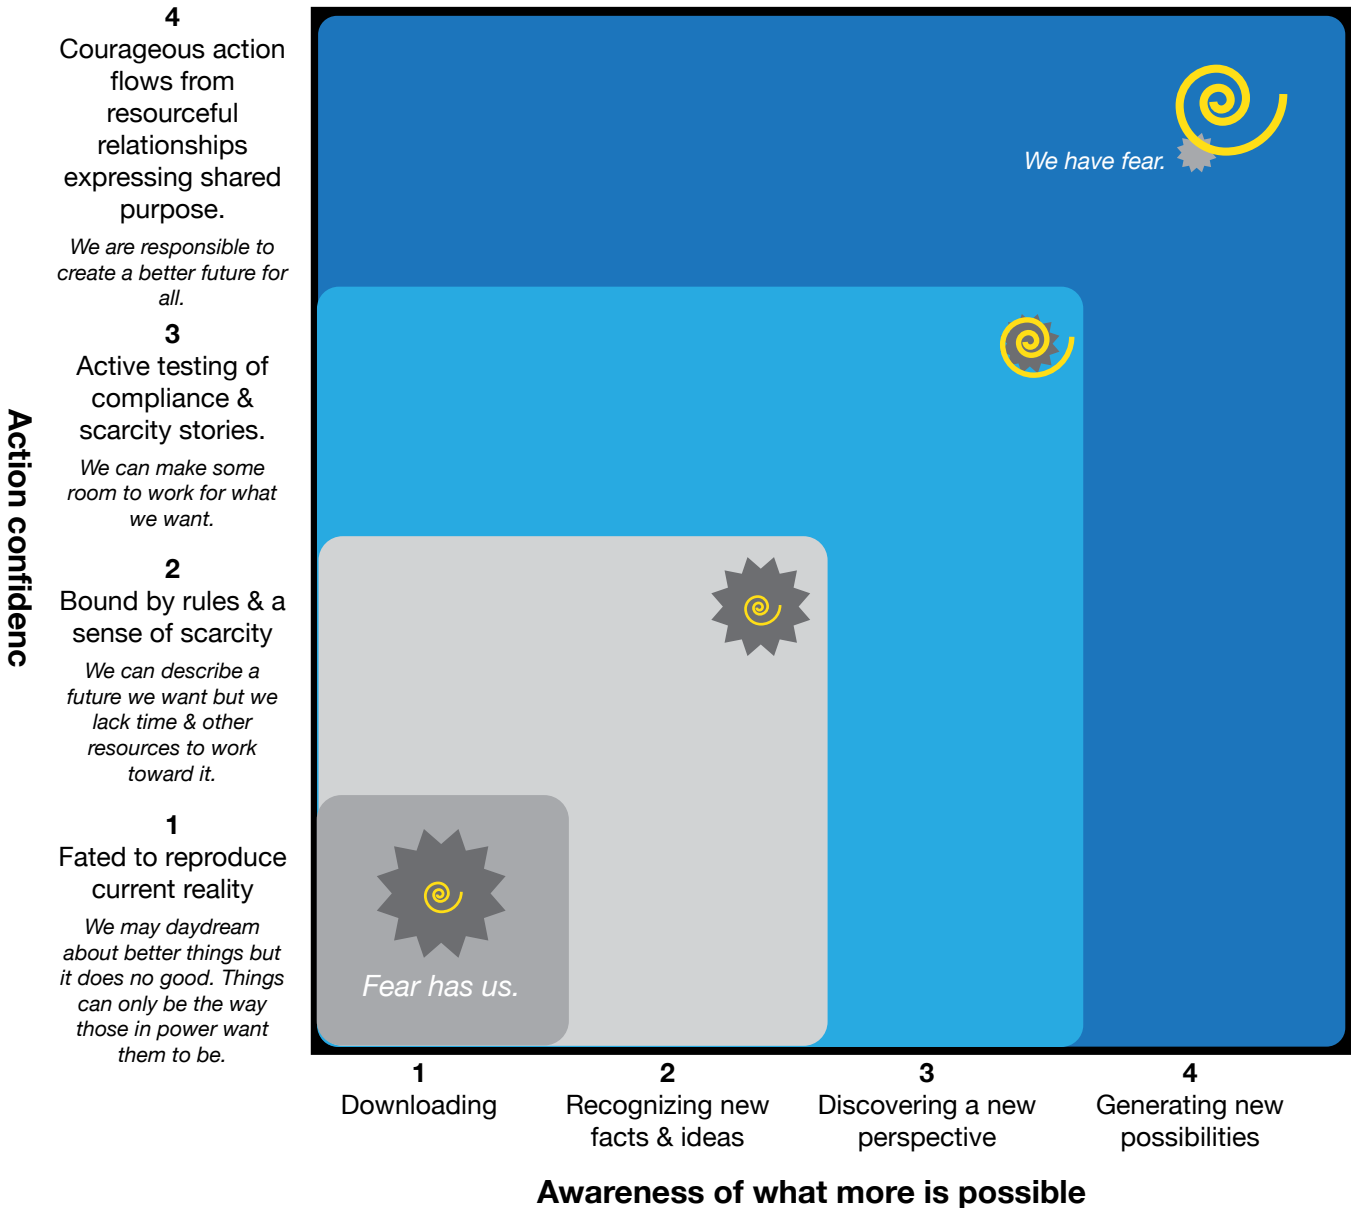 4
Courageous action
flows from
resourceful
relationships
expressing shared
purpose.
We are responsible to
create a better future for
all.
3
Active testing of
compliance &
scarcity stories.
We can make some
room to work for what
we want.
2
Bound by rules & a
sense of scarcity
We can describe a
future we want but we
lack time & other
resources to work
toward it.
1
Fated to reproduce
current reality
We may daydream
about better things but
it does no good. Things
can only be the way
those in power want
them to be.
Action confidenc
We have fear.
Fear has us.
1
Downloading
2
Recognizing new
facts & ideas
3
Discovering a new
perspective
4
Generating new
possibilities
Awareness of what more is possible